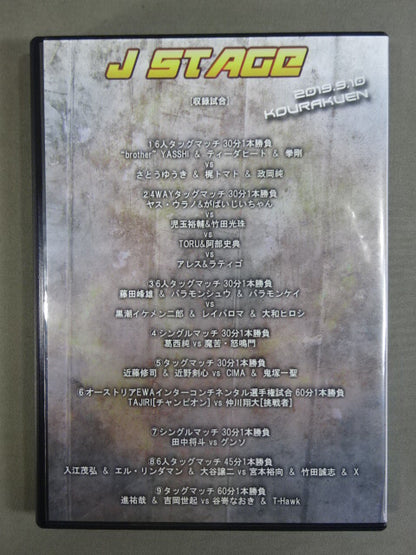 J STAGE
2019.9.10
KOURAKUEN
[収録試合]
1 6人タッグマッチ 30分1本勝負
"brother" YASSHI & ティーダヒート & 拳剛
vs
さとうゆうき & 梶トマト & 政岡純
2 4WAYタッグマッチ 30分1本勝負
ヤス・ウラノ&がばいじいちゃん
vs
児玉裕輔&竹田光珠
vs
TORU&阿部史典
vs
アレス&ラティゴ
3 6人タッグマッチ 30分1本勝負
藤田峰雄 & バラモンシュウ & バラモンケイ
vs
黒潮イケメン二郎 & レイパロマ & 大和ヒロシ
4 シングルマッチ 30分1本勝負
葛西純 vs 魔苦・怒鳴門
5 タッグマッチ 30分1本勝負
近藤修司 & 近野剣心 vs CIMA & 鬼塚一聖
6 オーストリアEWAインターコンチネンタル選手権試合 60分1本勝負
TAJIRI[チャンピオン] vs 仲川翔大[挑戦者]
7 シングルマッチ 30分1本勝負
田中将斗 vs グンソ
8 6人タッグマッチ 45分1本勝負
入江茂弘 & エル・リンダマン & 大谷譲二 vs 宮本裕向 & 竹田誠志 & X
9 タッグマッチ 60分1本勝負
進祐哉 & 吉岡世起 vs 谷嵜なおき & T-Hawk